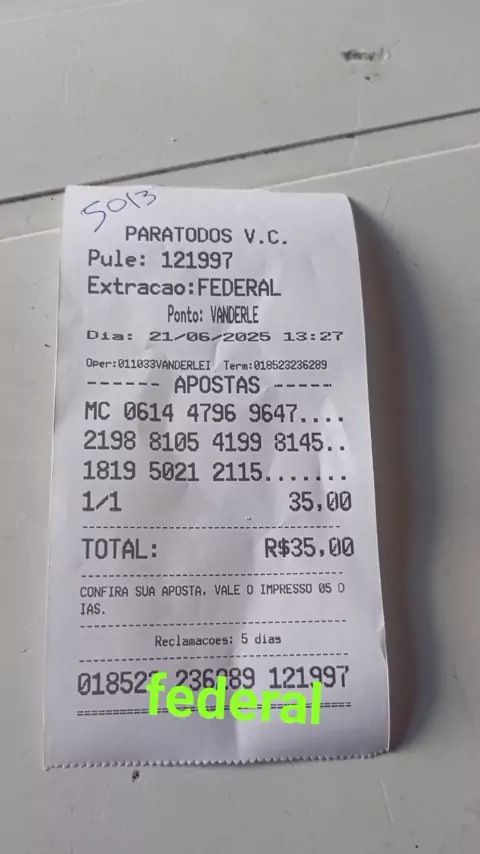 5013
PARATODOS V.C.
Pule: 121997
Extracao:FEDERAL
Ponto: VANDERLE
Dia: 21/06/2025 13:27
Oper:011033VANDERLEI Term:018523236289
------ APOSTAS -----
MC 0614 4796 9647....
2198 8105 4199 8145..
1819 5021 2115.......
1/1 35,00
TOTAL: R$35,00
CONFIRA SUA APOSTA, VALE O IMPRESSO 05 D
IAS.
Reclamacoes: 5 dias
018523 236289 121997
federal